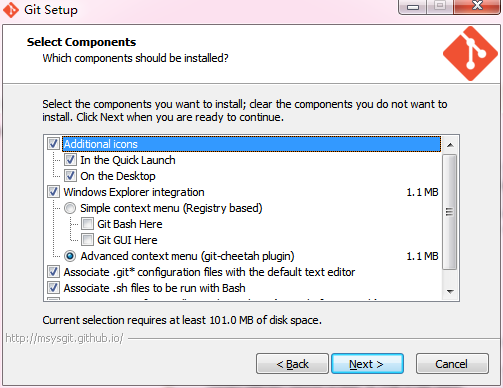 Git Setup
Select Components
Which components should be installed?
Select the components you want to install; clear the components you do not want to
install. Click Next when you are ready to continue.
Additional icons
In the Quick Launch
On the Desktop
Windows Explorer integration 1.1 MB
Simple context menu (Registry based)
Git Bash Here
Git GUI Here
Advanced context menu (git-cheetah plugin) 1.1 MB
Associate .git* configuration files with the default text editor
Associate .sh files to be run with Bash
Current selection requires at least 101.0 MB of disk space.
http://msysgit.github.io/
< Back Next > Cancel